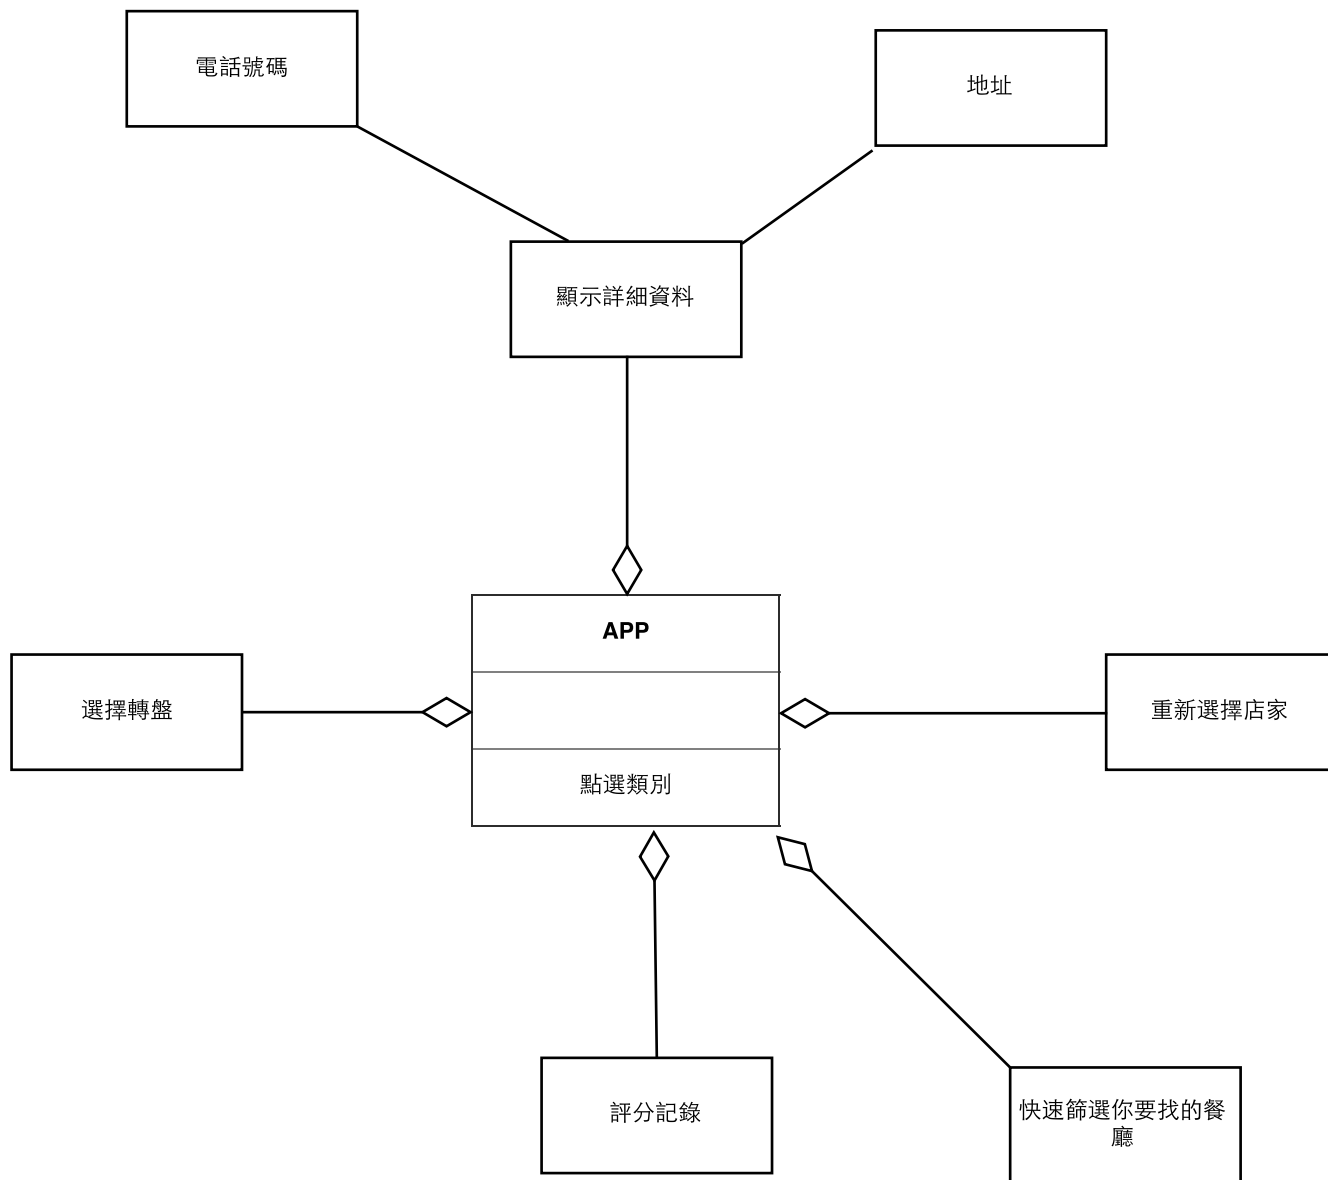 電話號碼
地址
顯示詳細資料
APP
選擇轉盤
重新選擇店家
點選類別
評分記錄
快速篩選你要找的餐
廳